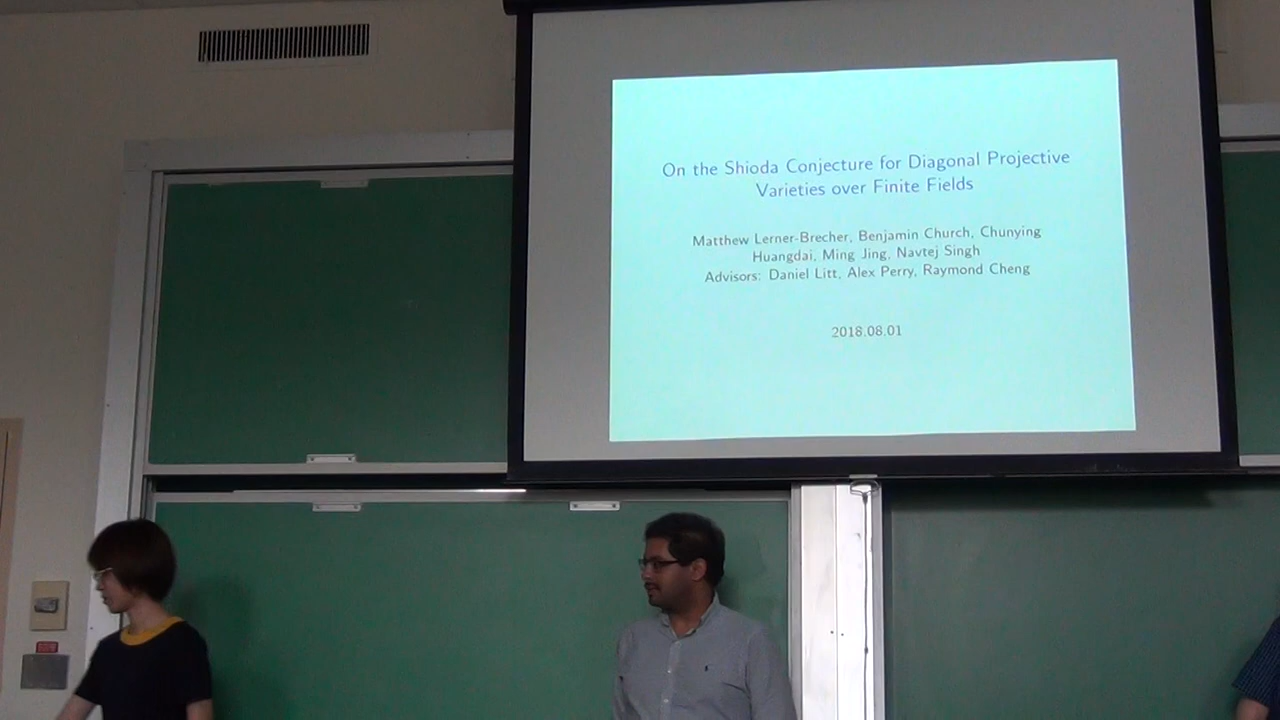 On the Shioda Conjecture for Diagonal Projective
Varieties over Finite Fields
Matthew Lerner-Brecher, Benjamin Church, Chunying
Huangdai, Ming Jing, Navtej Singh
Advisors: Daniel Litt, Alex Perry, Raymond Cheng
2018.08.01